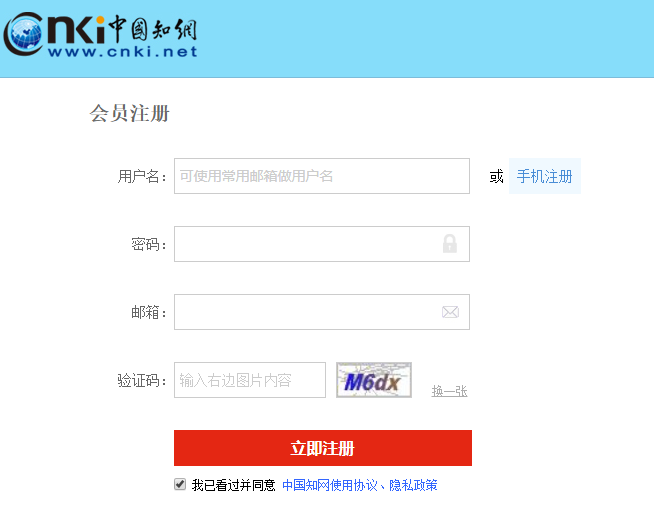 cnki中國知網
www.cnki.net
会员注册
用户名： 可使用常用邮箱做用户名 或 手机注册
密码：
邮箱：
验证码： 输入右边图片内容 M6dx 换一张
立即注册
我已看过并同意 中国知网使用协议、隐私政策